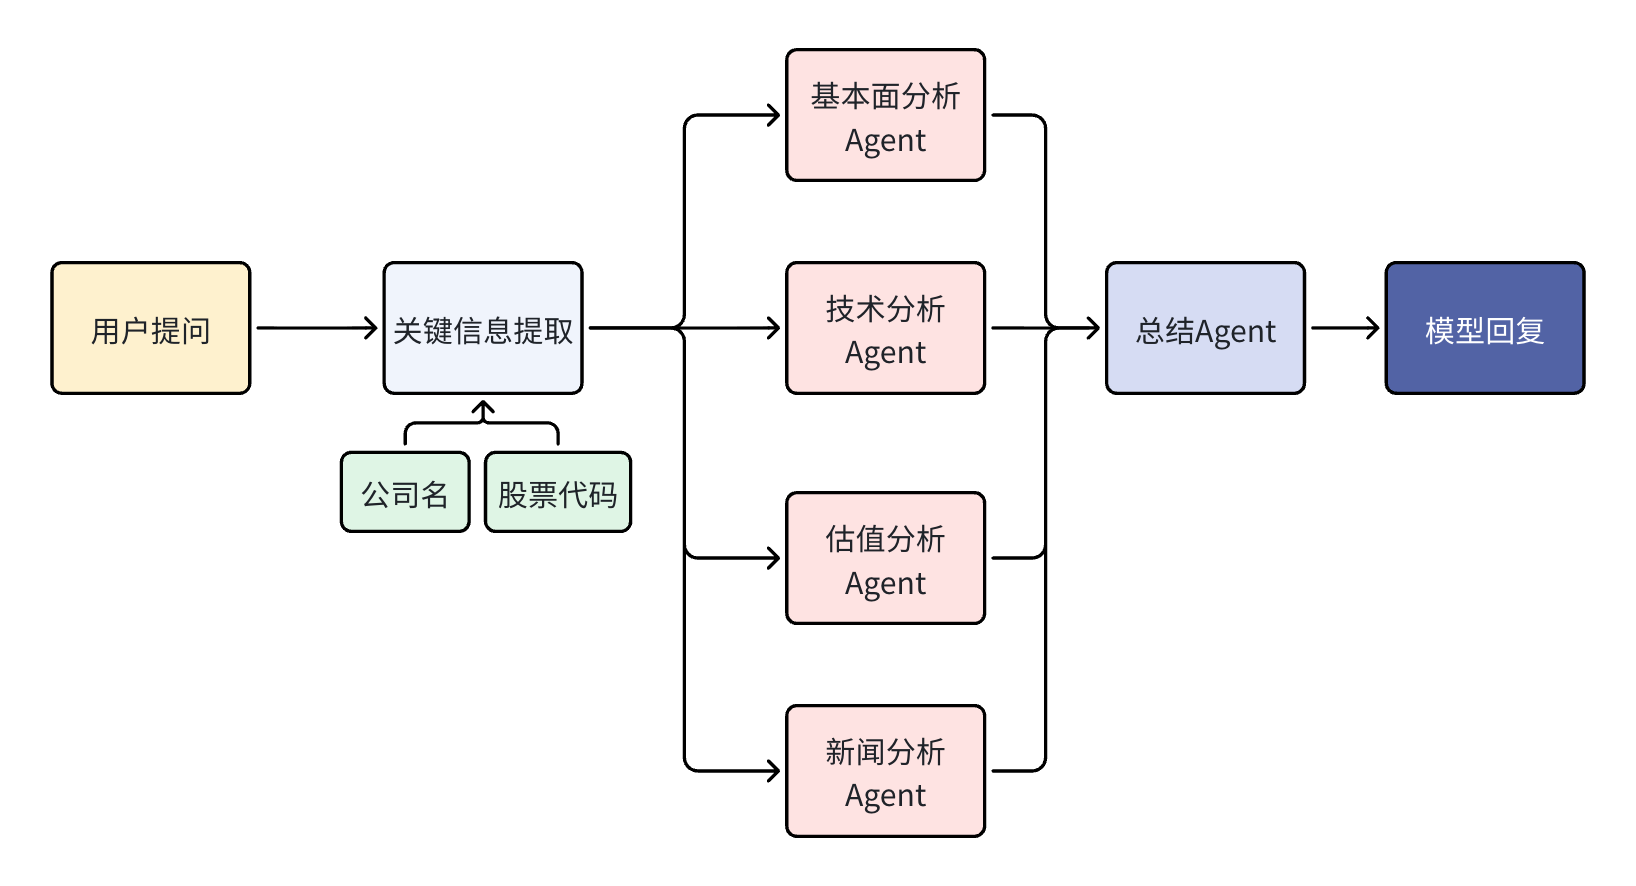 用户提问
关键信息提取
公司名
股票代码
基本面分析
Agent
技术分析
Agent
估值分析
Agent
新闻分析
Agent
总结Agent
模型回复